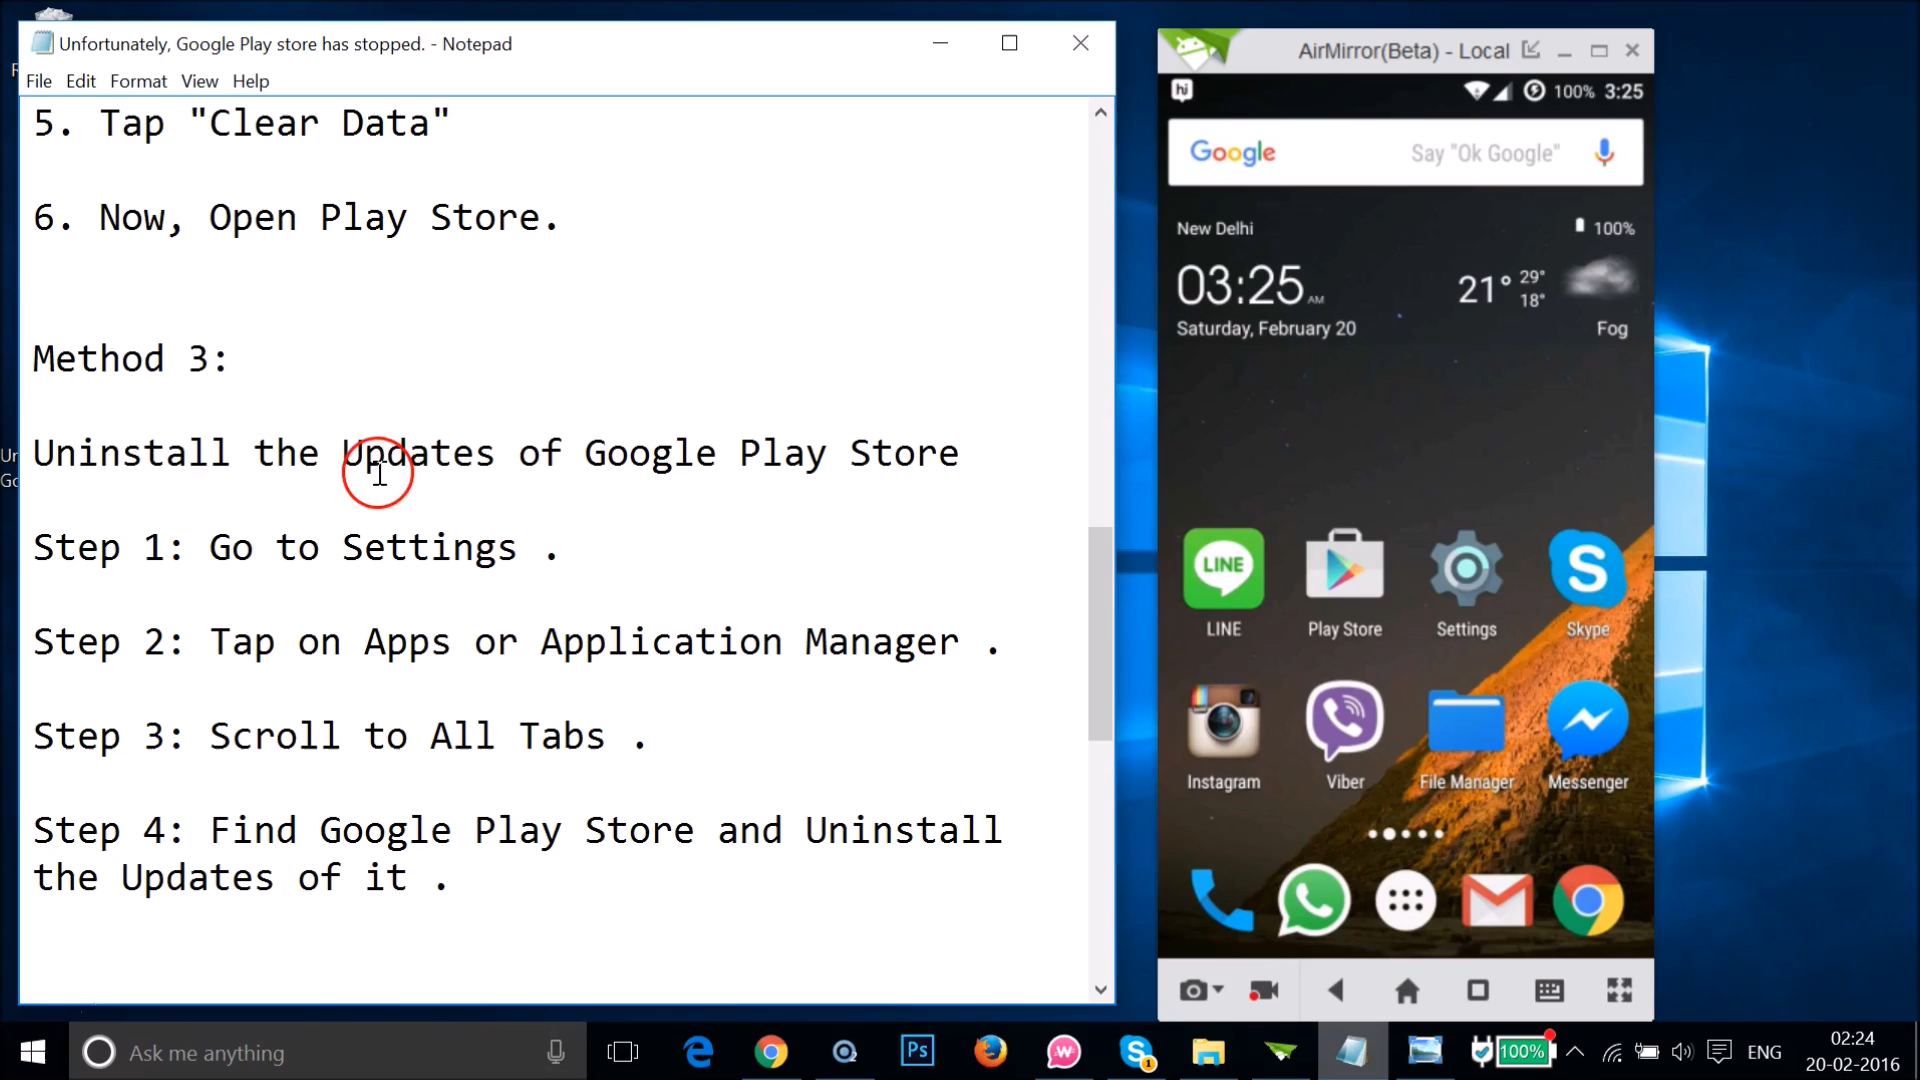 Unfortunately, Google Play store has stopped. - Notepad
File Edit Format View Help
5. Tap "Clear Data"
6. Now, Open Play Store.
Method 3:
Uninstall the Updates of Google Play Store
Step 1: Go to Settings .
Step 2: Tap on Apps or Application Manager .
Step 3: Scroll to All Tabs .
Step 4: Find Google Play Store and Uninstall
the Updates of it .
AirMirror(Beta) - Local
hi
100% 3:25
Google Say "Ok Google"
New Delhi 100%
03:25 AM 21° 29° 18°
Saturday, February 20 Fog
LINE
LINE Play Store Settings Skype
Instagram Viber File Manager Messenger
Ask me anything
Ps
1
100%
ENG
02:24
20-02-2016